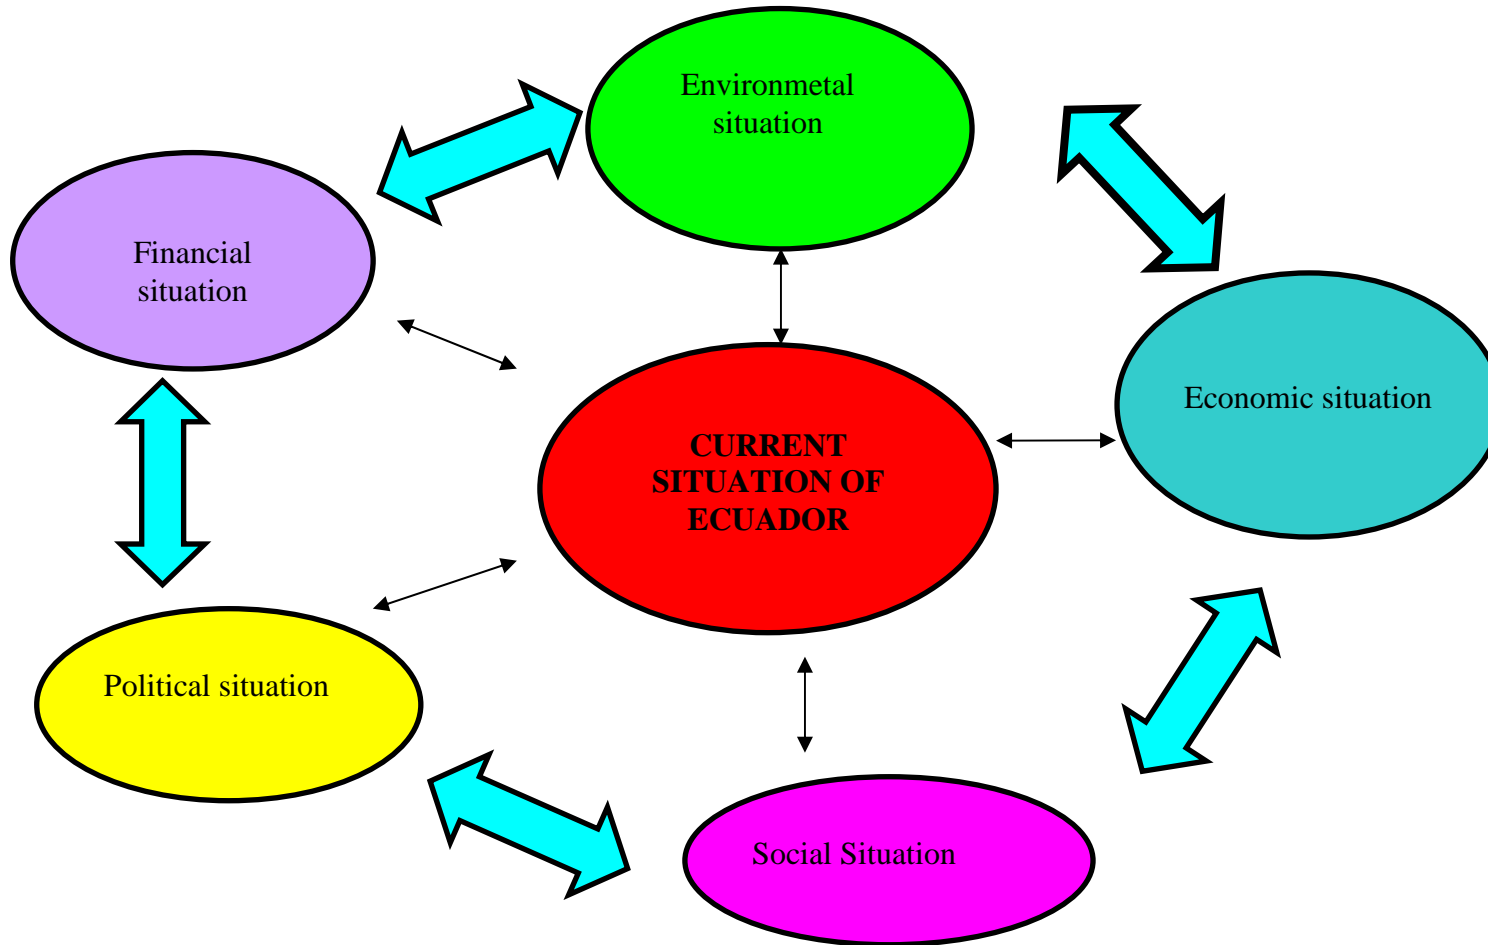 Environmetal
situation
Financial
situation
Economic situation
CURRENT
SITUATION OF
ECUADOR
Political situation
Social Situation